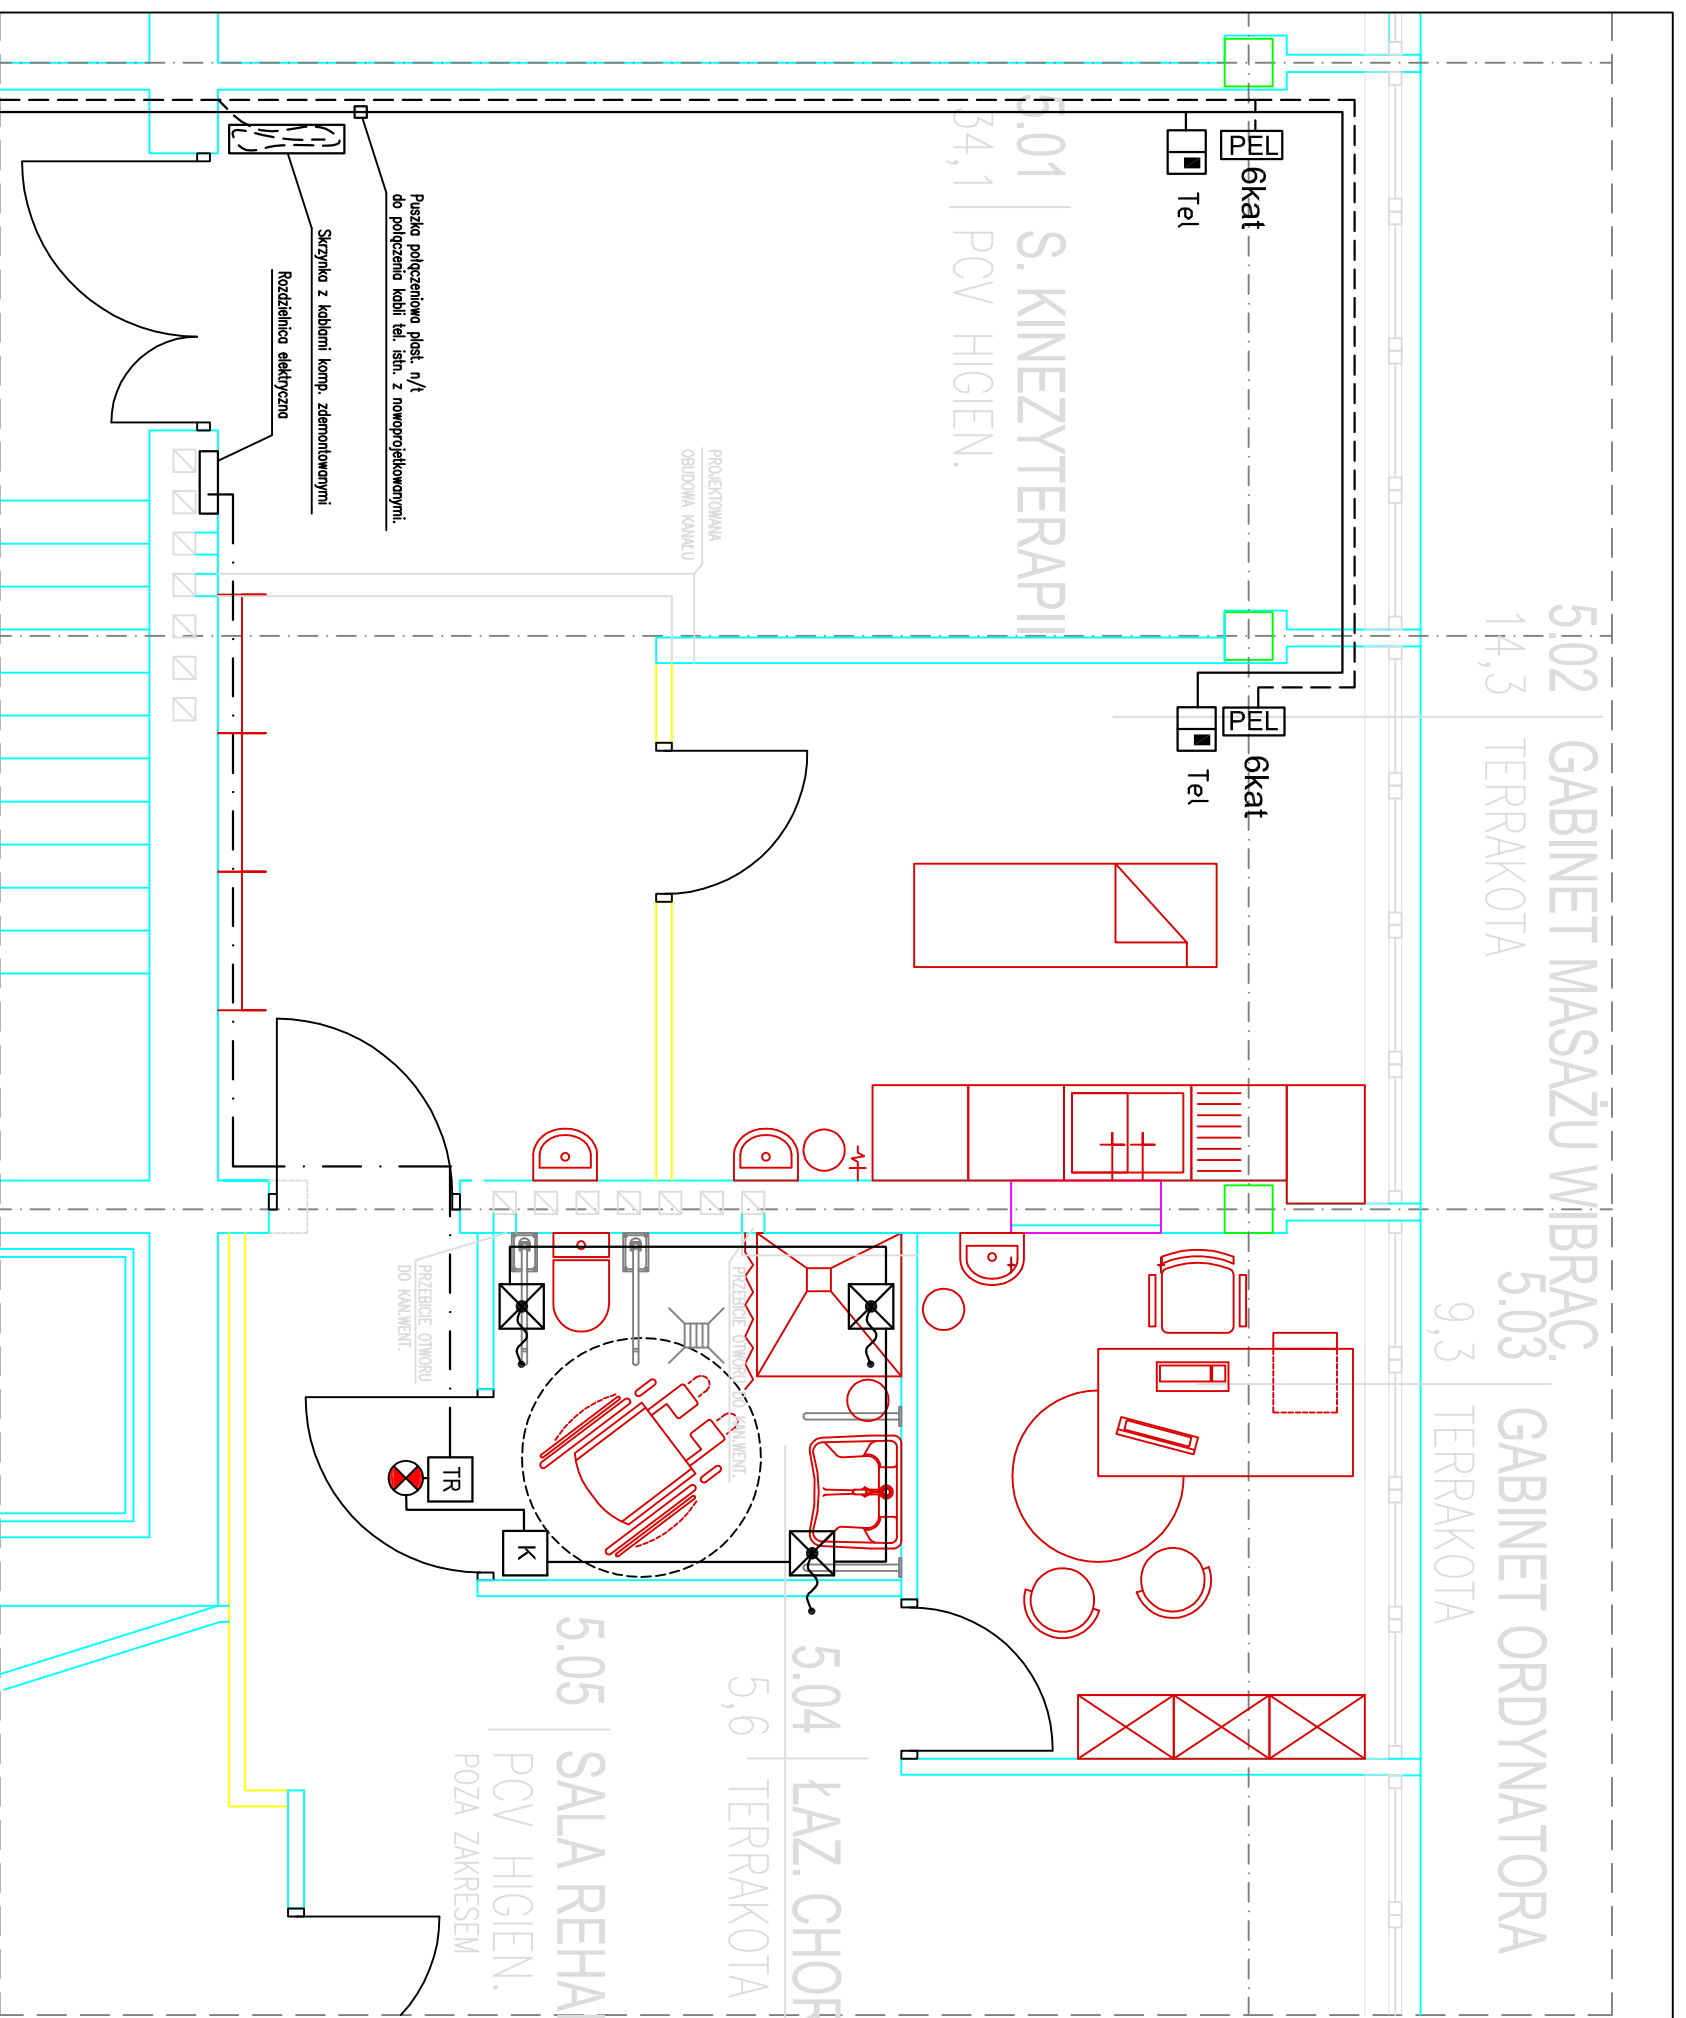 5.02 GABINET MASAŻU WIBRAC.
14,3 TERRAKOTA
5.03 GABINET ORDYNATORA
9,3 TERRAKOTA
PEL
6kat
Tel
PEL
6kat
Tel
5.01 S. KINEZYTERAPII
34,1 PCV HIGIEN.
5.04 ŁAZ. CHOR
5,6 TERRAKOTA
PROJEKTOWANA
OBUDOWA KANAŁU
PRZEBICIE OTWORU DO KAN.WENT.
5.05 SALA REHA
PCV HIGIEN.
POZA ZAKRESEM
Puszka połączeniowa plast. n/t
do połączenia kabli tel. istn. z nowoprojetkowanymi.
PRZEBICIE OTWORU
DO KAN.WENT.
Skrzynka z kablami komp. zdemontowanymi
Rozdzielnica elektryczna
TR
K